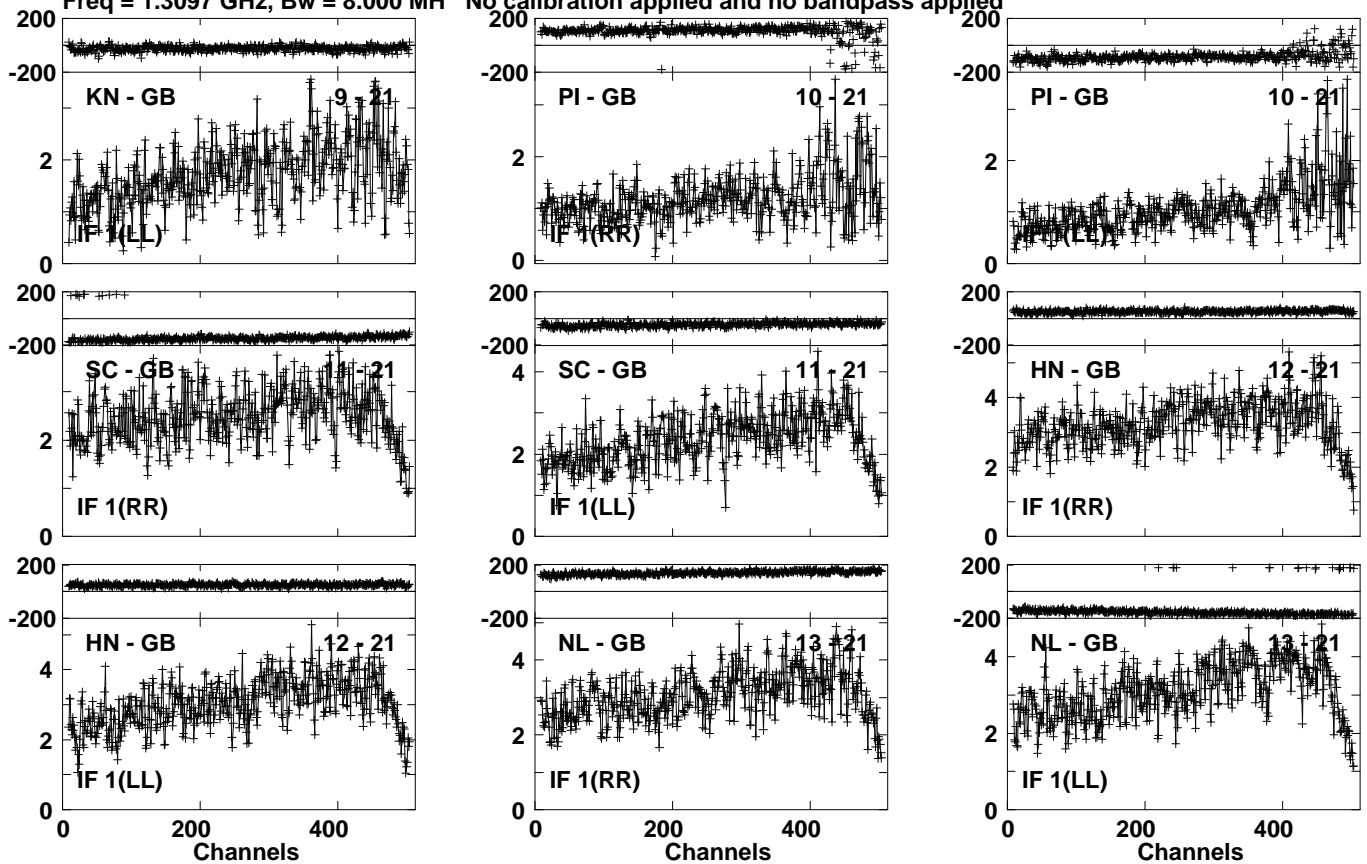 Freq = 1.3097 GHz, Bw = 8.000 MH No calibration applied and no bandpass applied
200
-200
KN - GB 9 - 21
2
IF 1(LL)
0
PI - GB 10 - 21
2
IF 1(RR)
0
200
-200
PI - GB 10 - 21
2
IF 1(LL)
0
200
-200
SC - GB 11 - 21
2
IF 1(RR)
0
200
-200
SC - GB 11 - 21
4
2
IF 1(LL)
0
200
-200
HN - GB 12 - 21
4
2
IF 1(RR)
0
200
-200
HN - GB 12 - 21
4
2
IF 1(LL)
0
0 200 400
Channels
200
-200
NL - GB 13 - 21
4
2
IF 1(RR)
0
0 200 400
Channels
200
-200
NL - GB 13 - 21
4
2
IF 1(LL)
0
0 200 400
Channels
200
-200